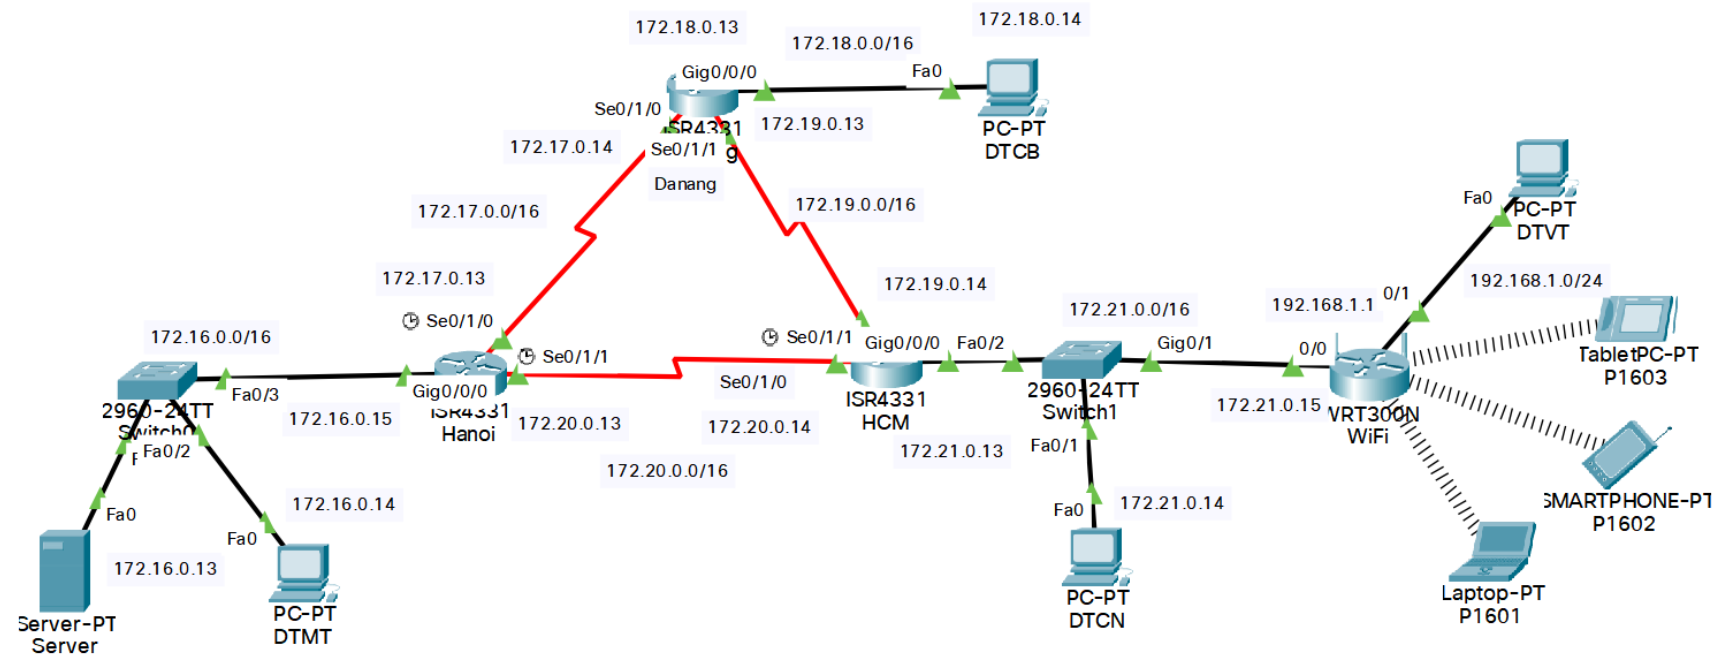 172.18.0.13
172.18.0.14
172.18.0.0/16
Gig0/0/0
Fa0
Se0/1/0
ISR4331
172.19.0.13
PC-PT
DTCB
172.17.0.14
Se0/1/1
g
Danang
172.17.0.0/16
172.19.0.0/16
Fa0
PC-PT
DTVT
172.17.0.13
172.19.0.14
172.21.0.0/16
192.168.1.1
0/1
192.168.1.0/24
172.16.0.0/16
Se0/1/0
Se0/1/1
Se0/1/1
Gig0/0/0
Fa0/2
Gig0/1
0/0
TabletPC-PT
P1603
Fa0/3
Gig0/0/0
Se0/1/0
2960-24TT
Switch0
172.16.0.15
ISR4331
Hanoi
172.20.0.13
172.20.0.14
ISR4331
HCM
2960-24TT
Switch1
172.21.0.15
WRT300N
WiFi
Fa0/2
172.20.0.0/16
172.21.0.13
Fa0/1
172.16.0.14
Fa0
Fa0
172.16.0.13
Fa0
172.21.0.14
SMARTPHONE-PT
P1602
Server-PT
Server
PC-PT
DTMT
PC-PT
DTCN
Laptop-PT
P1601